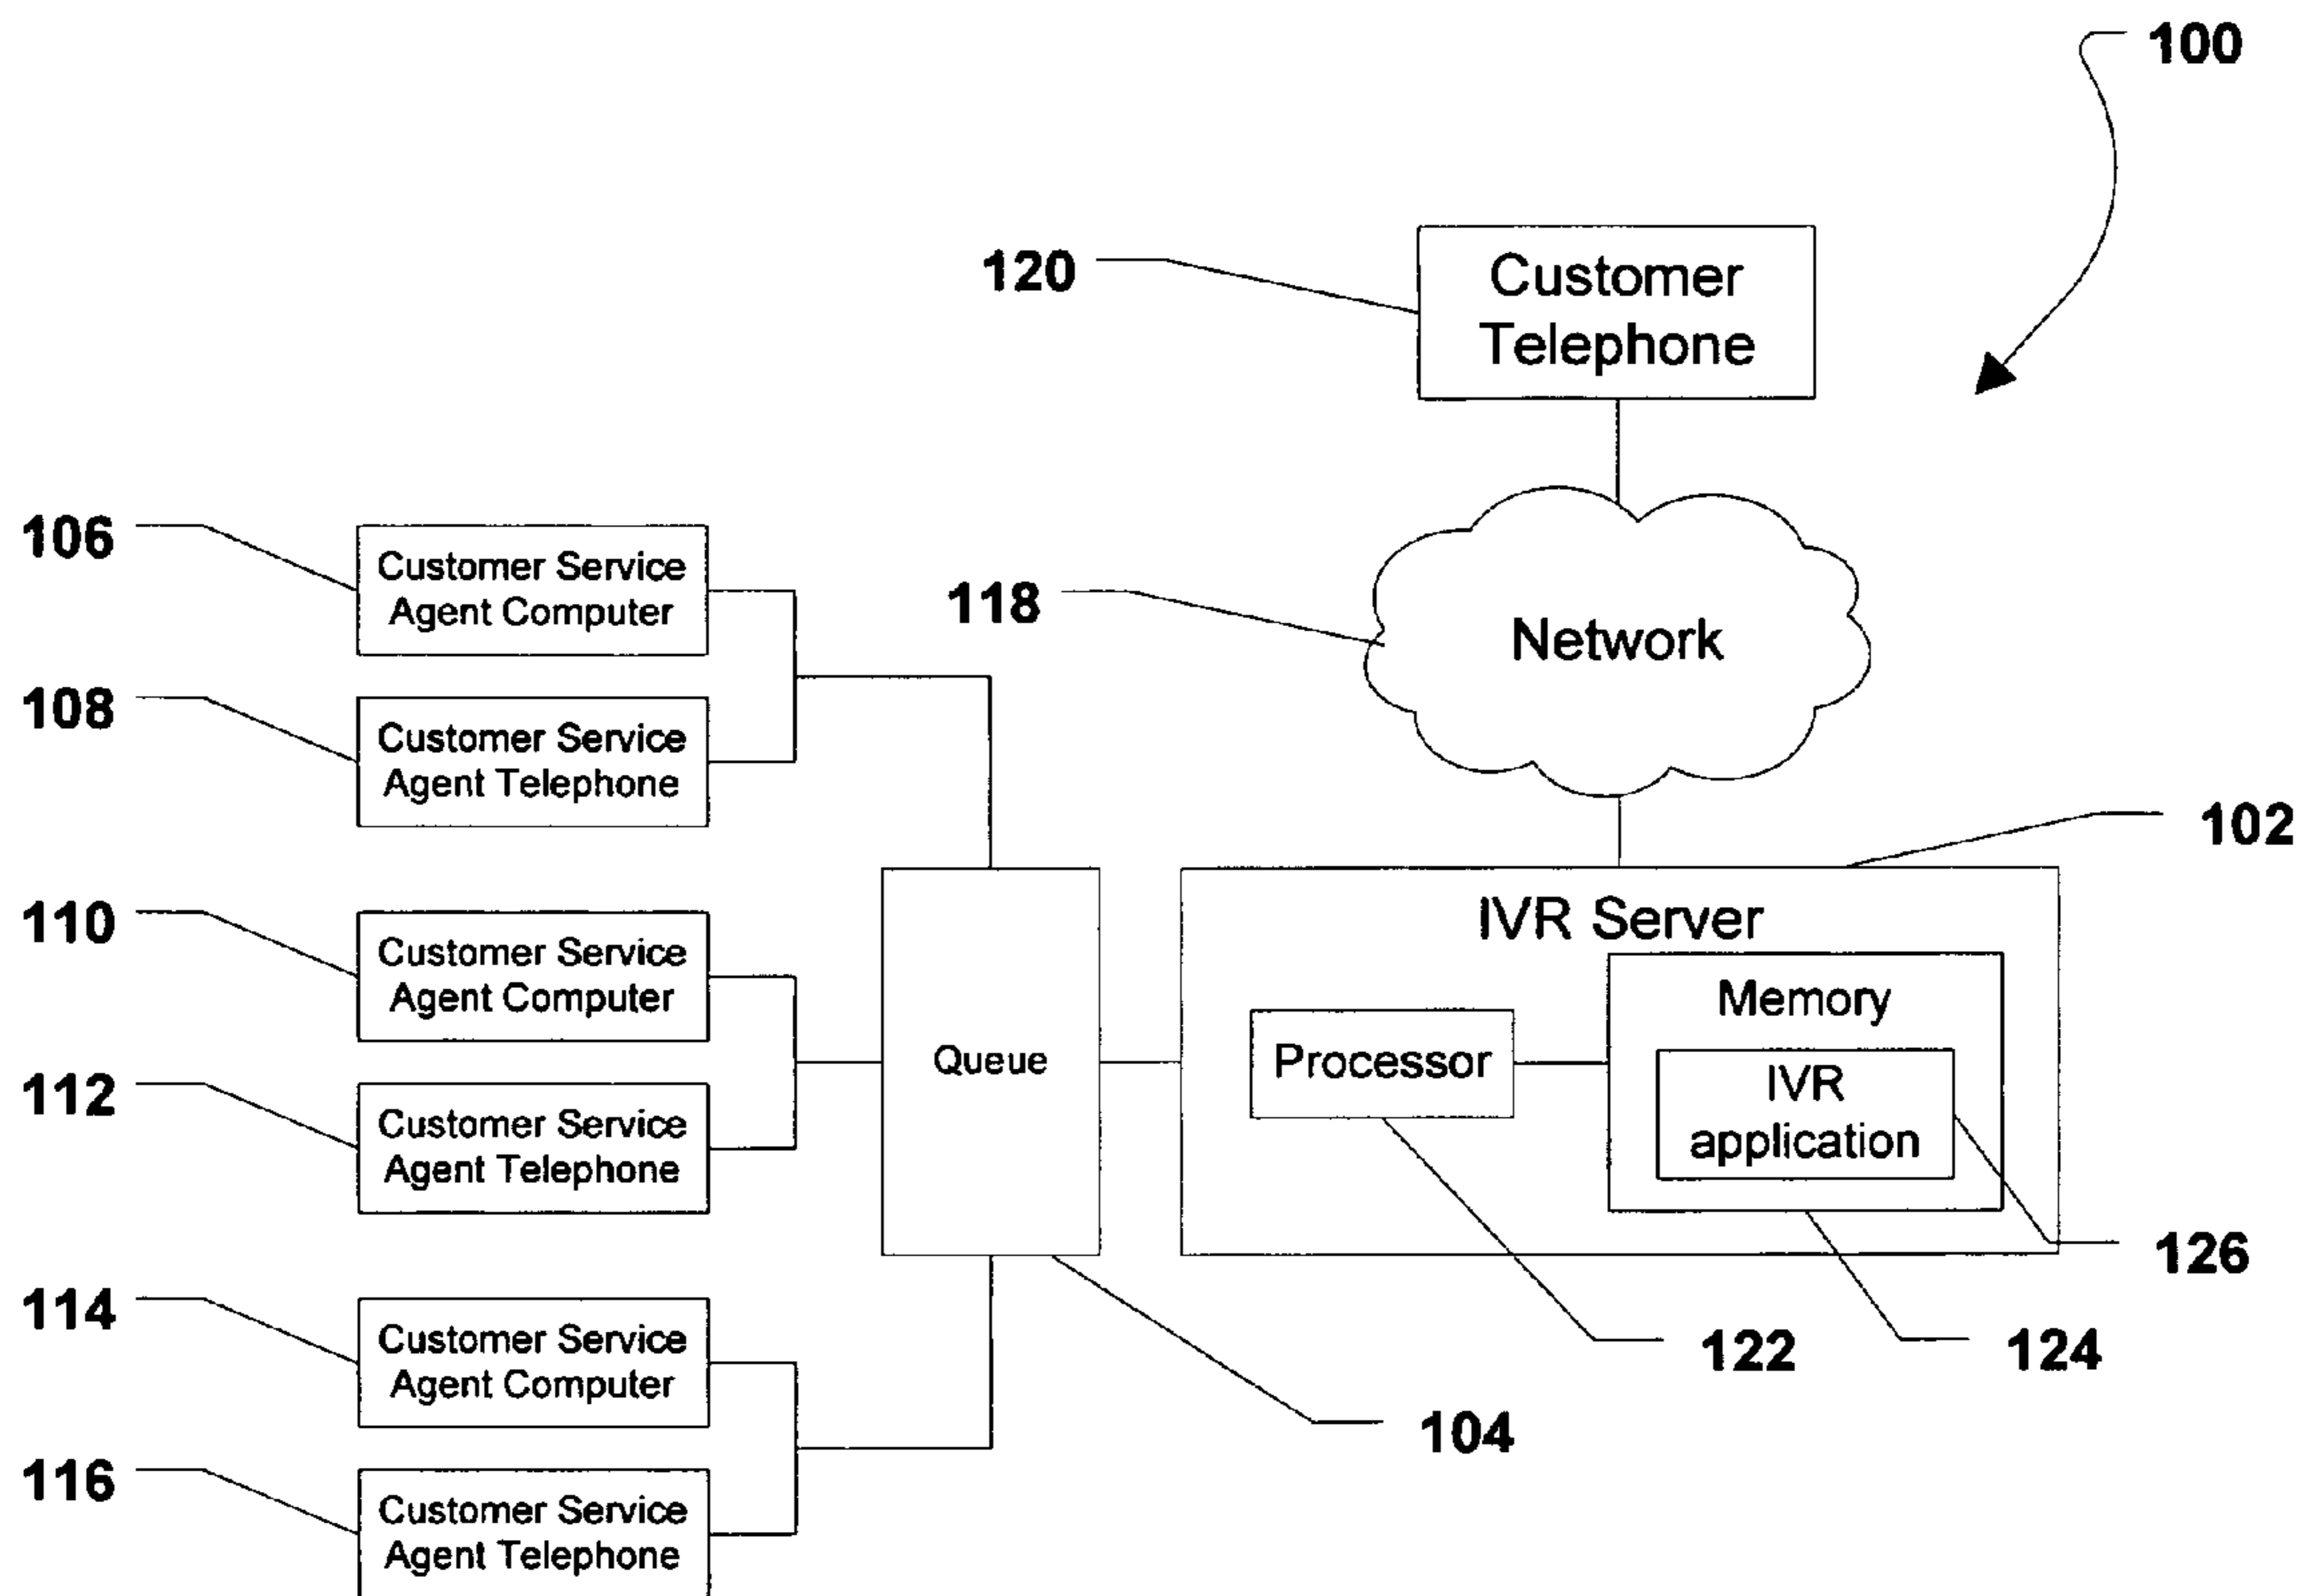 100
120
Customer
Telephone
106
Customer Service
Agent Computer
118
Network
108
Customer Service
Agent Telephone
102
IVR Server
110
Customer Service
Agent Computer
Memory
Queue
Processor
IVR
application
112
Customer Service
Agent Telephone
126
114
Customer Service
Agent Computer
122
124
104
116
Customer Service
Agent Telephone